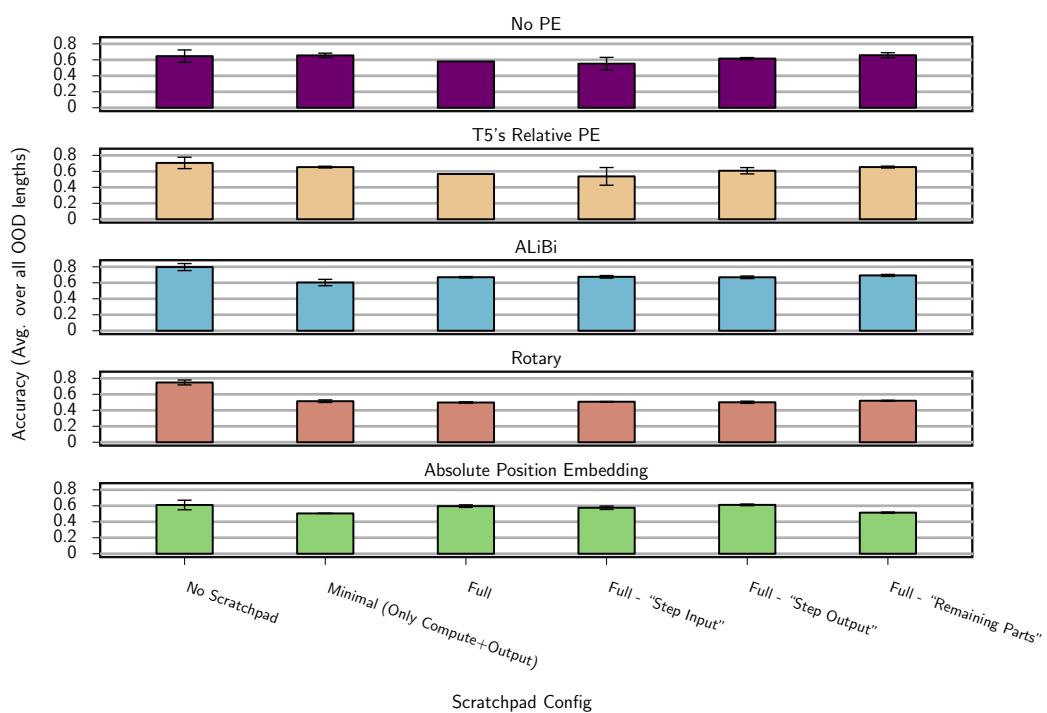 No PE
0.8
0.6
0.4
0.2
0
T5's Relative PE
0.8
0.6
0.4
0.2
0
ALiBi
0.8
0.6
0.4
0.2
0
Rotary
0.8
0.6
0.4
0.2
0
Absolute Position Embedding
0.8
0.6
0.4
0.2
0
Accuracy (Avg. over all OOD lengths)
No Scratchpad
Minimal (Only Compute+Output)
Full
Full - “Step Input”
Full - “Step Output”
Full - “Remaining Parts”
Scratchpad Config